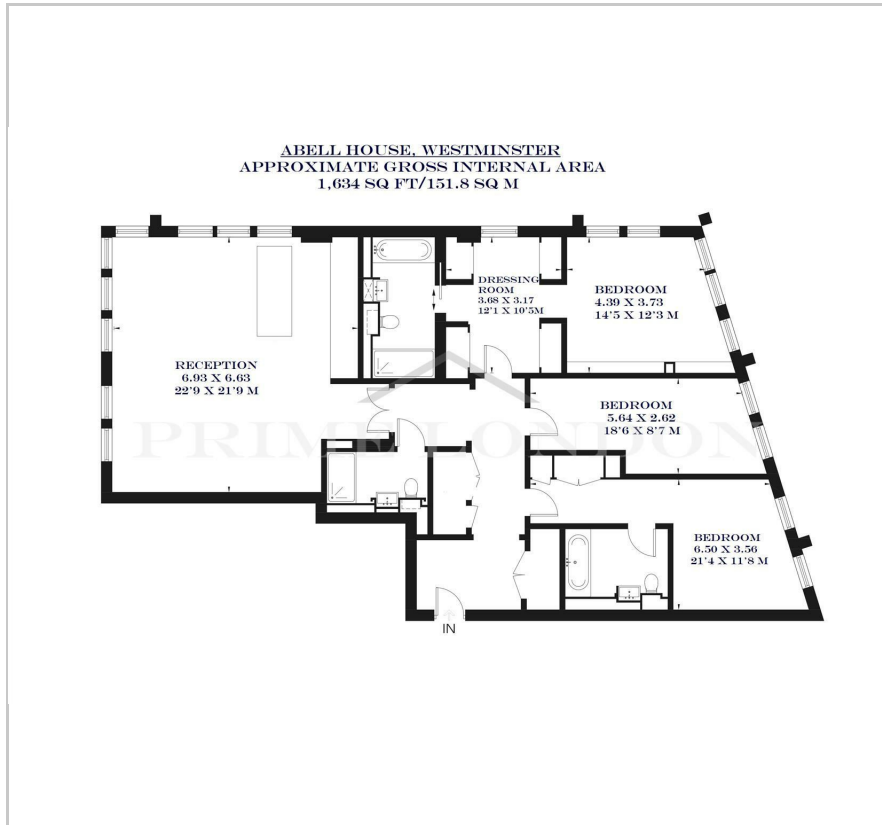 ABELL HOUSE, WESTMINSTER
APPROXIMATE GROSS INTERNAL AREA
1,634 SQ FT/151.8 SQ M
DRESSING
ROOM
3.68 X 3.17
12'1 X 10'5M
BEDROOM
4.39 X 3.73
14'5 X 12'3 M
RECEPTION
6.93 X 6.63
22'9 X 21'9 M
BEDROOM
5.64 X 2.62
18'6 X 8'7 M
PRIME LONDON
BEDROOM
6.50 X 3.56
21'4 X 11'8 M
IN